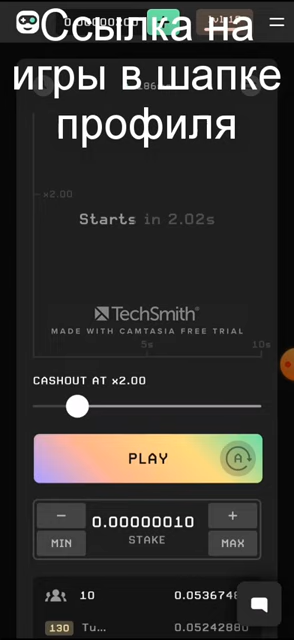 Ссылка на
игры в шапке
профиля
x2.00
Starts in 2.02s
TechSmith®
MADE WITH CAMTASIA FREE TRIAL
5s
10s
CASHOUT AT x2.00
PLAY
A
−
0.00000010
+
MIN
STAKE
MAX
10
0.0536748
130 Tu...
0.05242880